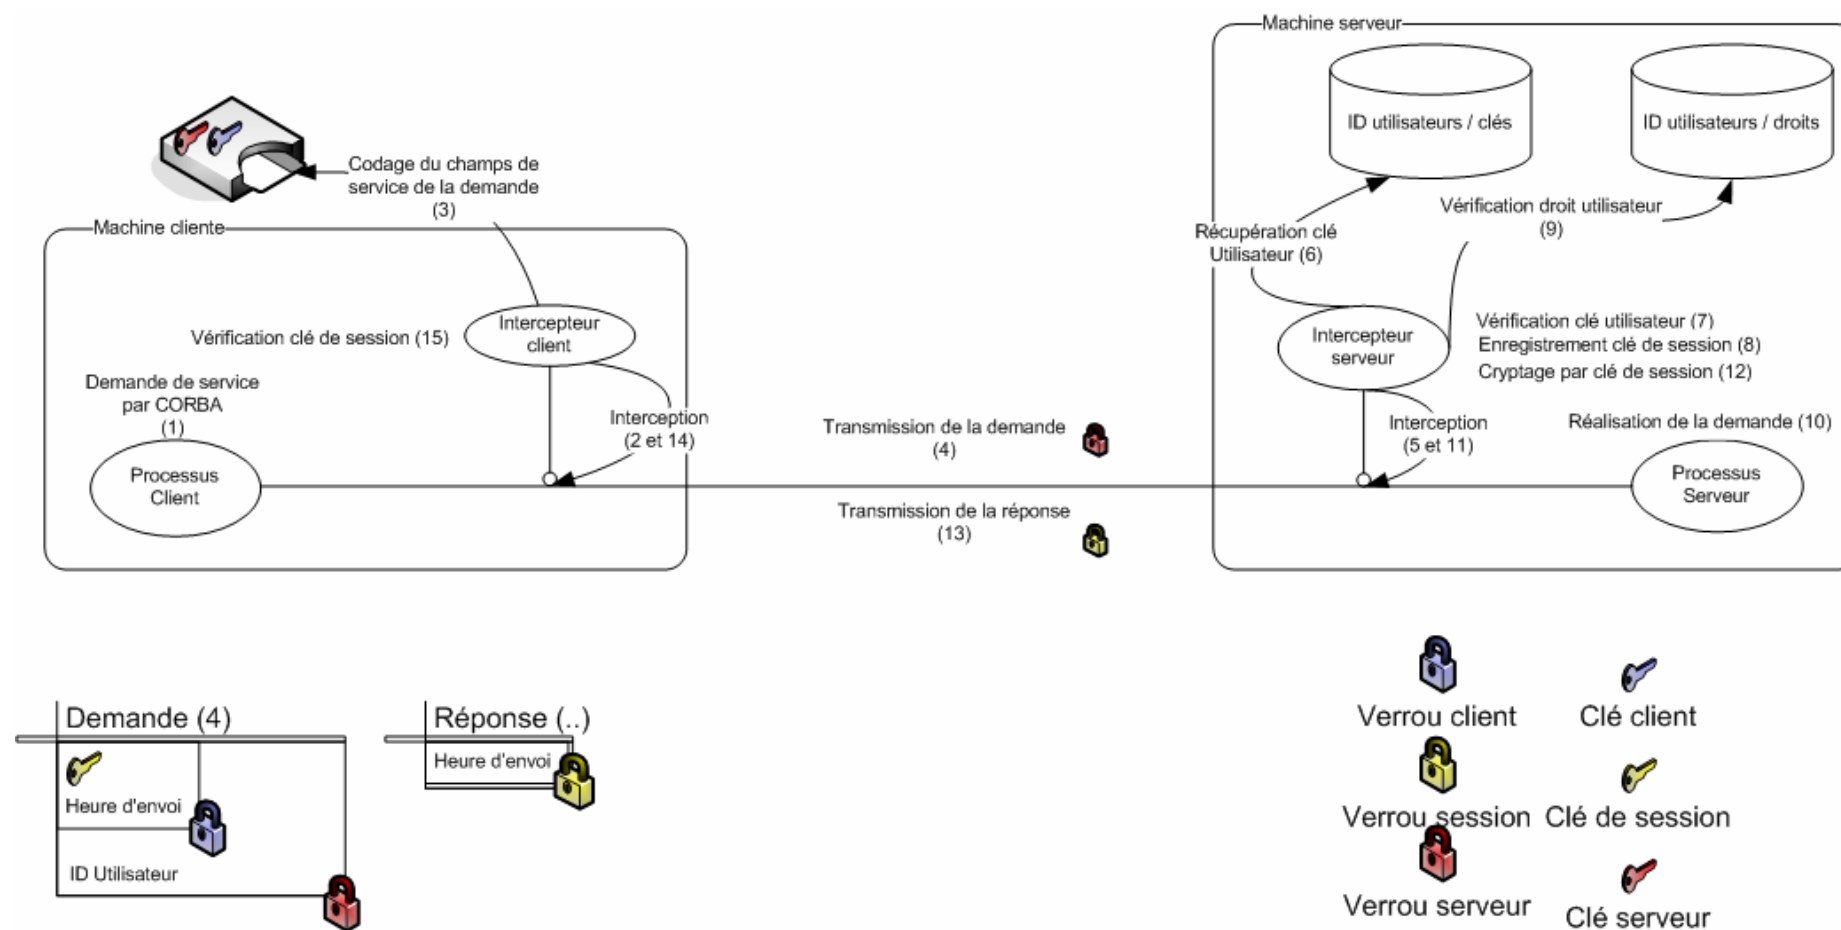 Machine serveur
ID utilisateurs / clés
ID utilisateurs / droits
Codage du champs de
service de la demande
(3)
Vérification droit utilisateur
(9)
Récupération clé
Utilisateur (6)
Machine cliente
Intercepteur
client
Vérification clé de session (15)
Intercepteur
serveur
Vérification clé utilisateur (7)
Enregistrement clé de session (8)
Cryptage par clé de session (12)
Demande de service
par CORBA
(1)
Interception
(2 et 14)
Transmission de la demande
(4)
Interception
(5 et 11)
Réalisation de la demande (10)
Processus
Client
Processus
Serveur
Transmission de la réponse
(13)
Demande (4)
Heure d'envoi
ID Utilisateur
Réponse (..)
Heure d'envoi
Verrou client
Clé client
Verrou session
Clé de session
Verrou serveur
Clé serveur